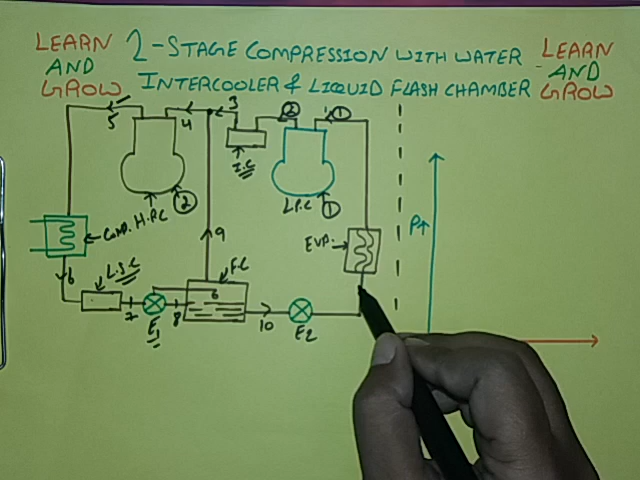 LEARN AND GROW
2-STAGE COMPRESSION WITH WATER
INTERCOOLER & LIQUID FLASH CHAMBER
LEARN AND GROW
5
4
3
2
1
I.C
H.P.C
2
L.P.C
1
COND.
9
EVP.
P↑
6
L.S.C
F.C
7
E1
8
6
10
E2